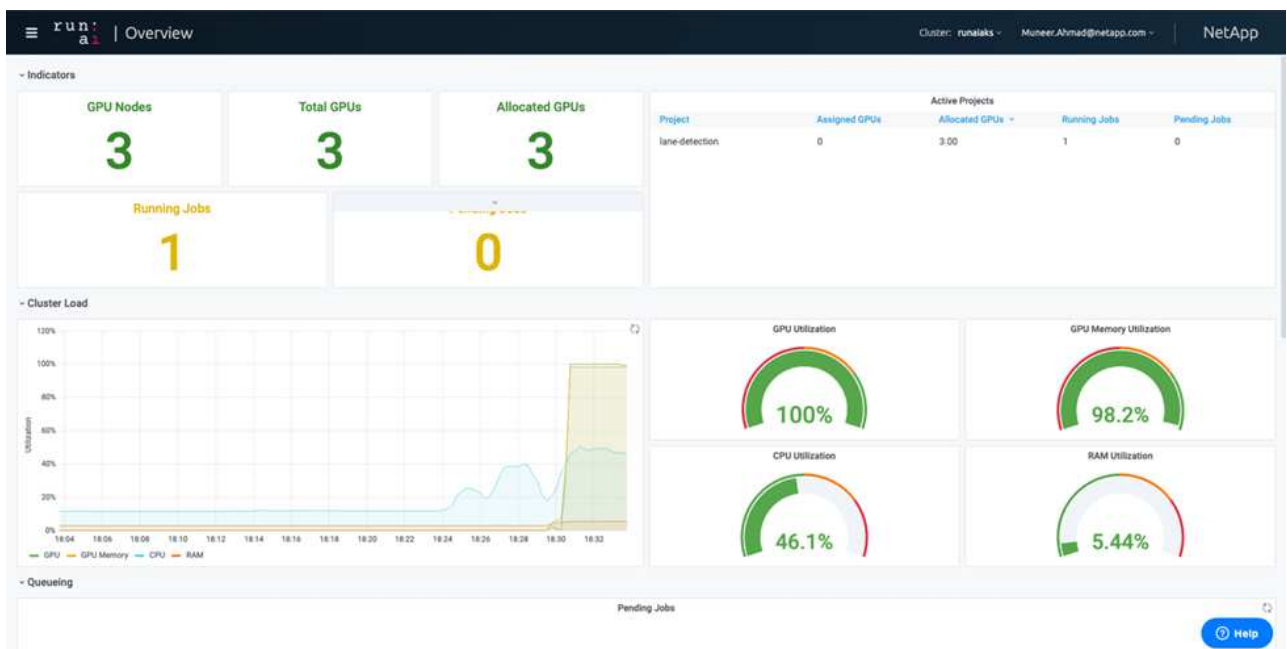 run:
ai
| Overview
Cluster: runaiaks
Muneer.Ahmad@netapp.com
NetApp
Indicators
GPU Nodes
3
Total GPUs
3
Allocated GPUs
3
Running Jobs
1
Pending Jobs
0
Active Projects
Project Assigned GPUs Allocated GPUs Running Jobs Pending Jobs
lane-detection 0 3.00 1 0
Cluster Load
120%
100%
80%
60%
40%
20%
0%
Utilization
18:04 18:06 18:08 18:10 18:12 18:14 18:16 18:18 18:20 18:22 18:24 18:26 18:28 18:30 18:32
GPU GPU Memory CPU RAM
GPU Utilization
100%
GPU Memory Utilization
98.2%
CPU Utilization
46.1%
RAM Utilization
5.44%
Queueing
Pending Jobs
Help